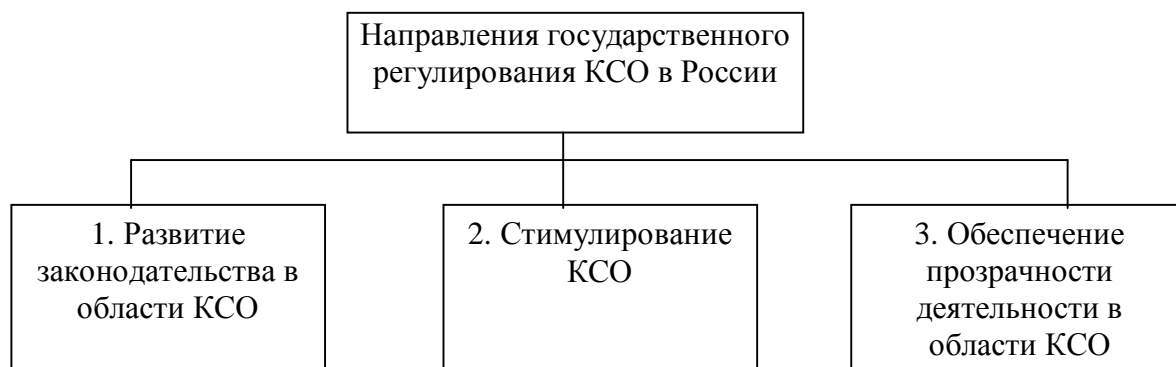 Направления государственного
регулирования КСО в России
1. Развитие
законодательства в
области КСО
2. Стимулирование
КСО
3. Обеспечение
прозрачности
деятельности в
области КСО